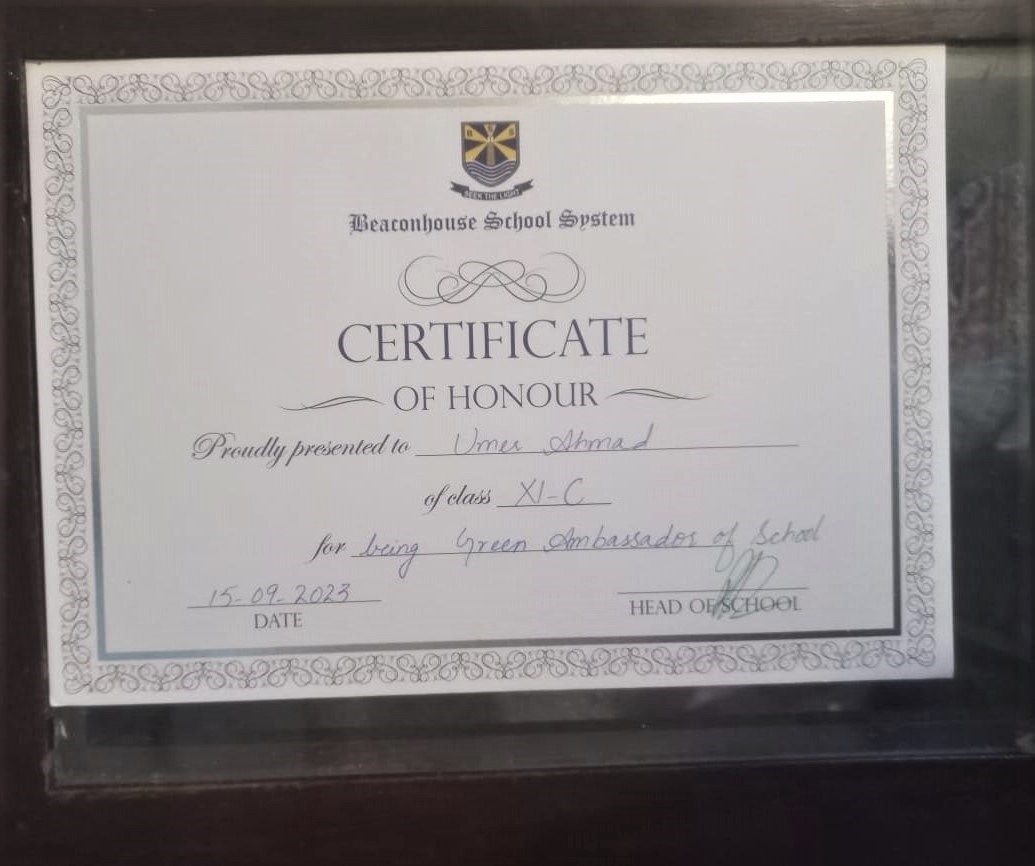 B S S
SEEK THE LIGHT
Beaconhouse School System
CERTIFICATE
OF HONOUR
Proudly presented to Umer Ahmad
of class XI-C
for being Green Ambassador of School
15-09-2023
DATE
HEAD OF SCHOOL